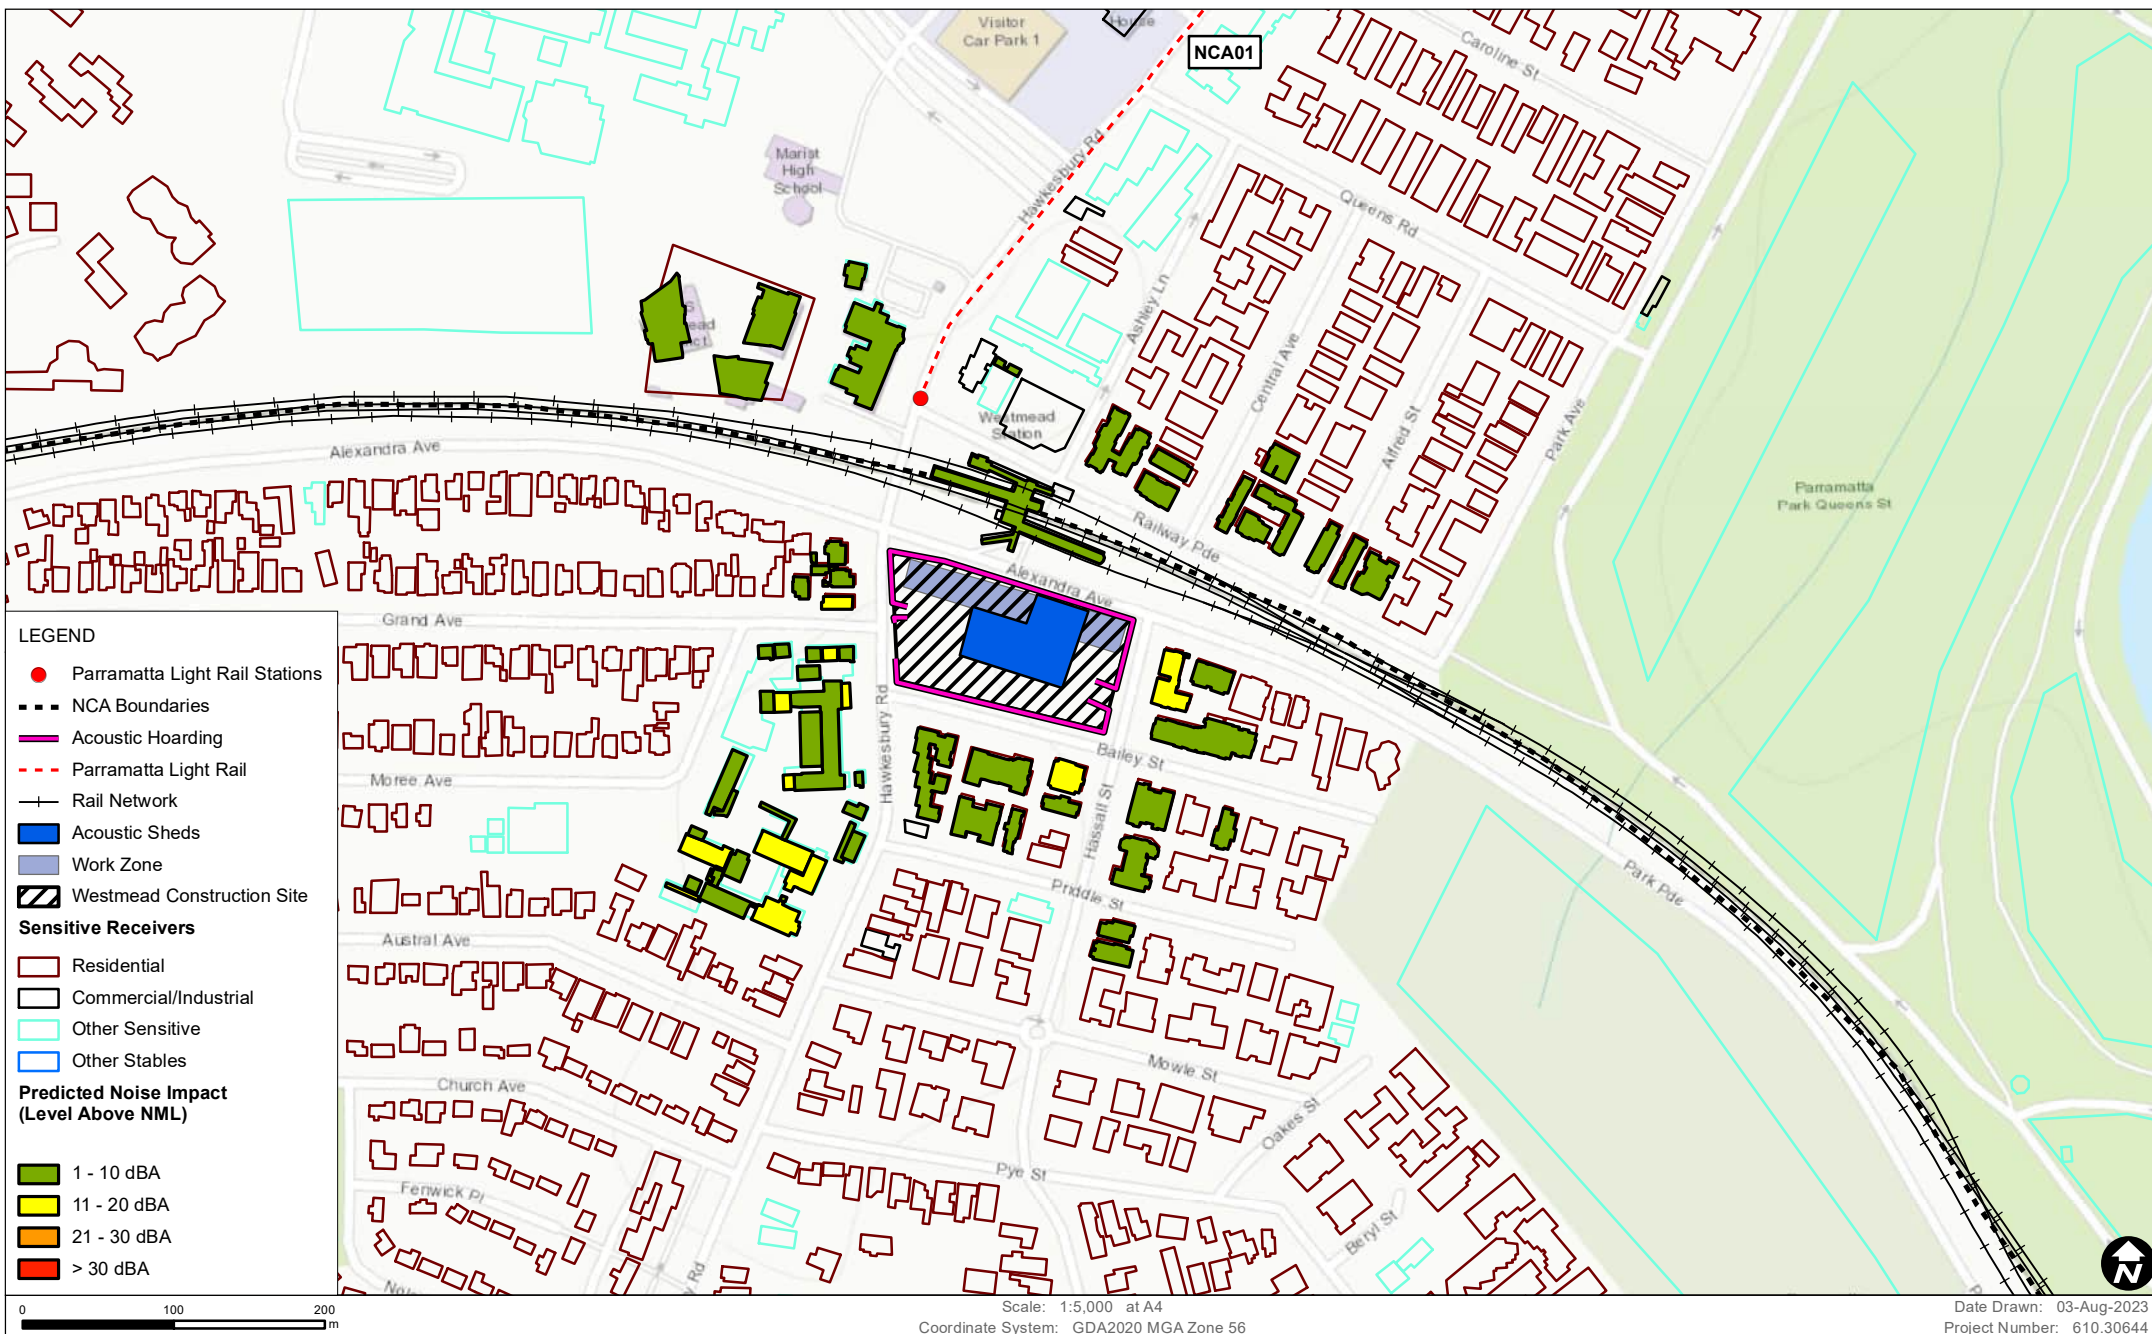 Visitor
Car Park 1
House
NCA01
Caroline St
Marist
High
School
Hawkesbury Rd
Queens Rd
Ashley Ln
Central Ave
Alfred St
Park Ave
Westmead
Station
Alexandra Ave
Railway Pde
Parramatta
Park Queens St
Alexandra Ave
Grand Ave
Hawkesbury Rd
Bailey St
Moree Ave
Hassall St
Priddle St
Park Pde
Austral Ave
Church Ave
Mowle St
Oakes St
Pye St
Fenwick Pl
Beryl St
LEGEND
Parramatta Light Rail Stations
NCA Boundaries
Acoustic Hoarding
Parramatta Light Rail
Rail Network
Acoustic Sheds
Work Zone
Westmead Construction Site
Sensitive Receivers
Residential
Commercial/Industrial
Other Sensitive
Other Stables
Predicted Noise Impact
(Level Above NML)
1 - 10 dBA
11 - 20 dBA
21 - 30 dBA
> 30 dBA
N
0 100 200
m
Scale: 1:5,000 at A4
Coordinate System: GDA2020 MGA Zone 56
Date Drawn: 03-Aug-2023
Project Number: 610.30644